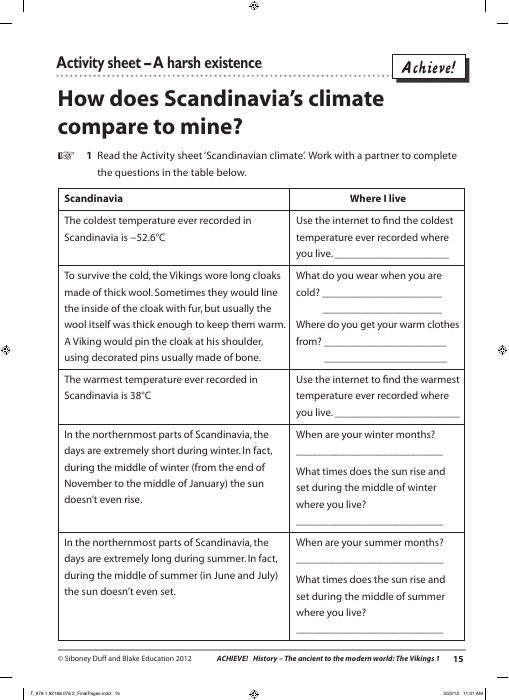 Activity sheet – A harsh existence
Achieve!
How does Scandinavia's climate
compare to mine?
1 Read the Activity sheet 'Scandinavian climate'. Work with a partner to complete
the questions in the table below.
Scandinavia
Where I live
The coldest temperature ever recorded in
Scandinavia is −52.6°C
Use the internet to find the coldest
temperature ever recorded where
you live.
To survive the cold, the Vikings wore long cloaks
made of thick wool. Sometimes they would line
the inside of the cloak with fur, but usually the
wool itself was thick enough to keep them warm.
A Viking would pin the cloak at his shoulder,
using decorated pins usually made of bone.
What do you wear when you are
cold?
Where do you get your warm clothes
from?
The warmest temperature ever recorded in
Scandinavia is 38°C
Use the internet to find the warmest
temperature ever recorded where
you live.
In the northernmost parts of Scandinavia, the
days are extremely short during winter. In fact,
during the middle of winter (from the end of
November to the middle of January) the sun
doesn't even rise.
When are your winter months?
What times does the sun rise and
set during the middle of winter
where you live?
In the northernmost parts of Scandinavia, the
days are extremely long during summer. In fact,
during the middle of summer (in June and July)
the sun doesn't even set.
When are your summer months?
What times does the sun rise and
set during the middle of summer
where you live?
© Siboney Duff and Blake Education 2012
ACHIEVE! History – The ancient to the modern world: The Vikings 1 15
2/22/12 11:01 AM